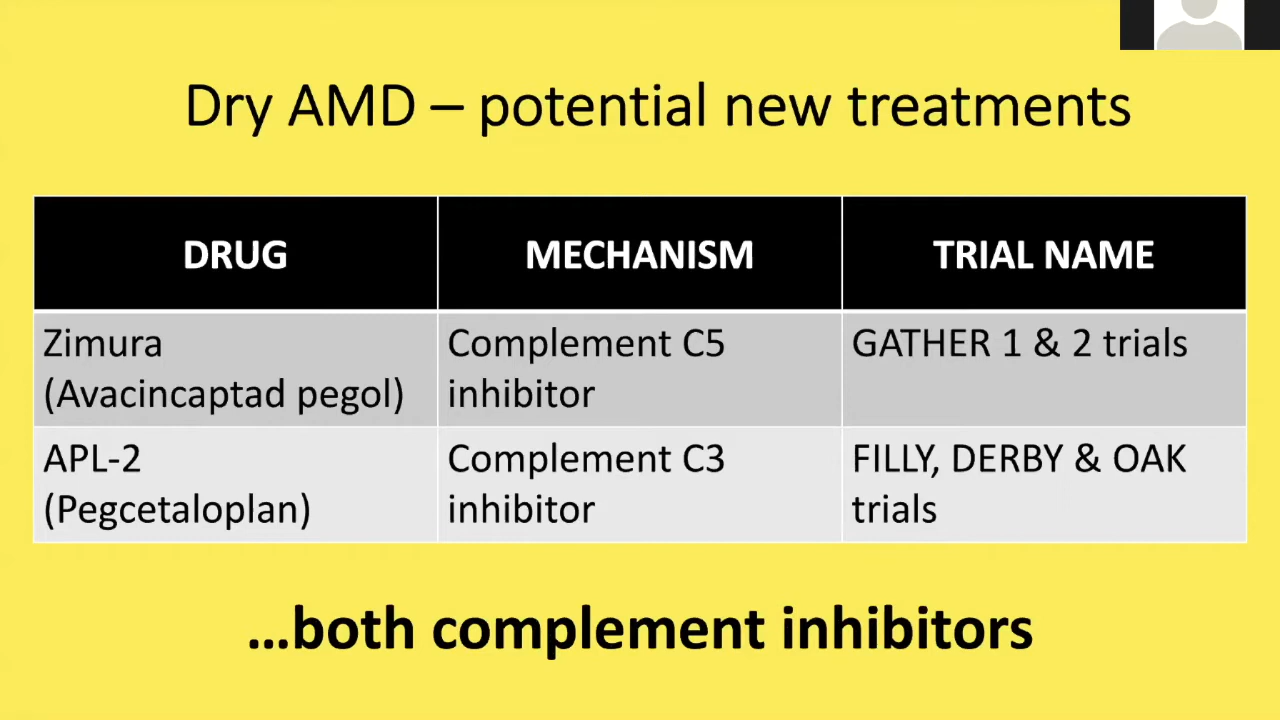 Dry AMD – potential new treatments
DRUG
MECHANISM
TRIAL NAME
Zimura
(Avacincaptad pegol)
Complement C5
inhibitor
GATHER 1 & 2 trials
APL-2
(Pegcetaloplan)
Complement C3
inhibitor
FILLY, DERBY & OAK
trials
…both complement inhibitors